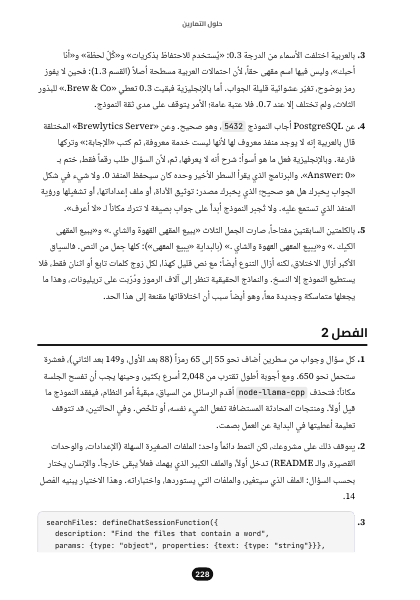 حلول التمارين
3. بالعربية اختلفت الأسماء من الدرجة 0.3: «يُستخدم للاحتفاظ بذكريات» و«كُلّ لحظة» و«أنا
أحبك»، وليس فيها اسم مقهى حقاً، لأن احتمالات العربية مسطحة أصلاً (القسم 1.3): فحين لا يفوز
رمز بوضوح، تغيّر عشوائية قليلة الجواب. أما بالإنجليزية فبقيت 0.3 تعطي «Brew & Co.» للبذور
الثلاث، ولم تختلف إلا عند 0.7. فلا عتبة عامة؛ الأمر يتوقف على مدى ثقة النموذج.
4. عن PostgreSQL أجاب النموذج 5432، وهو صحيح. وعن «Brewlytics Server» المختلقة
قال بالعربية إنه لا يوجد منفذ معروف لها لأنها ليست خدمة معروفة، ثم كتب «الإجابة:» وتركها
فارغة. وبالإنجليزية فعل ما هو أسوأ: شرح أنه لا يعرفها، ثم، لأن السؤال طلب رقماً فقط، ختم بـ
«Answer: 0». والبرنامج الذي يقرأ السطر الأخير وحده كان سيحفظ المنفذ 0. ولا شيء في شكل
الجواب يخبرك هل هو صحيح؛ الذي يخبرك مصدر: توثيق الأداة، أو ملف إعداداتها، أو تشغيلها ورؤية
المنفذ الذي تستمع عليه. ولا تُجبر النموذج أبداً على جواب بصيغة لا تترك مكاناً لـ «لا أعرف».
5. بالكلمتين السابقتين مفتاحاً، صارت الجمل الثلاث «يبيع المقهى القهوة والشاي .» و«يبيع المقهى
الكيك .» و«يبيع المقهى القهوة والشاي .» (بالبداية «يبيع المقهى»): كلها جمل من النص. فالسياق
الأكبر أزال الاختلاق، لكنه أزال التنوع أيضاً: مع نص قليل كهذا، لكل زوج كلمات تابع أو اثنان فقط، فلا
يستطيع النموذج إلا النسخ. والنماذج الحقيقية تنظر إلى آلاف الرموز ودُرّبت على تريليونات، وهذا ما
يجعلها متماسكة وجديدة معاً، وهو أيضاً سبب أن اختلاقاتها مقنعة إلى هذا الحد.
الفصل 2
1. كل سؤال وجواب من سطرين أضاف نحو 55 إلى 65 رمزاً (88 بعد الأول، و149 بعد الثاني)، فعشرة
ستحمل نحو 650. ومع أجوبة أطول تقترب من 2,048 أسرع بكثير، وحينها يجب أن تفسح الجلسة
مكاناً: فتحذف node-llama-cpp أقدم الرسائل من السياق، مبقيةً أمر النظام، فيفقد النموذج ما
قيل أولاً. ومنتجات المحادثة المستضافة تفعل الشيء نفسه، أو تلخّص. وفي الحالتين، قد تتوقف
تعليمة أعطيتها في البداية عن العمل بصمت.
2. يتوقف ذلك على مشروعك، لكن النمط دائماً واحد: الملفات الصغيرة السهلة (الإعدادات، والوحدات
القصيرة، والـ README) تدخل أولاً، والملف الكبير الذي يهمك فعلاً يبقى خارجاً. والإنسان يختار
بحسب السؤال: الملف الذي سيتغير، والملفات التي يستوردها، واختباراته. وهذا الاختيار يبنيه الفصل
14.
3. searchFiles: defineChatSessionFunction({
description: "Find the files that contain a word",
params: {type: "object", properties: {text: {type: "string"}}},
228